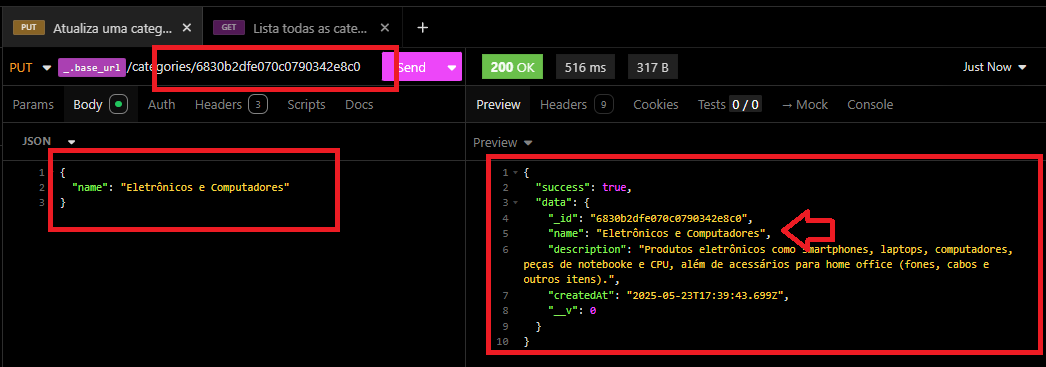 PUT Atualiza uma categ... GET Lista todas as cate...
PUT _.base_url /categories/6830b2dfe070c0790342e8c0 Send 200 OK 516 ms 317 B Just Now
Params Body Auth Headers 3 Scripts Docs
Preview Headers 9 Cookies Tests 0 / 0 → Mock Console
JSON
Preview
1 {
2 "name": "Eletrônicos e Computadores"
3 }
1 {
2 "success": true,
3 "data": {
4 "_id": "6830b2dfe070c0790342e8c0",
5 "name": "Eletrônicos e Computadores",
6 "description": "Produtos eletrônicos como smartphones, laptops, computadores,
peças de notebooke e CPU, além de acessários para home office (fones, cabos e
outros itens).",
7 "createdAt": "2025-05-23T17:39:43.699Z",
8 "__v": 0
9 }
10 }